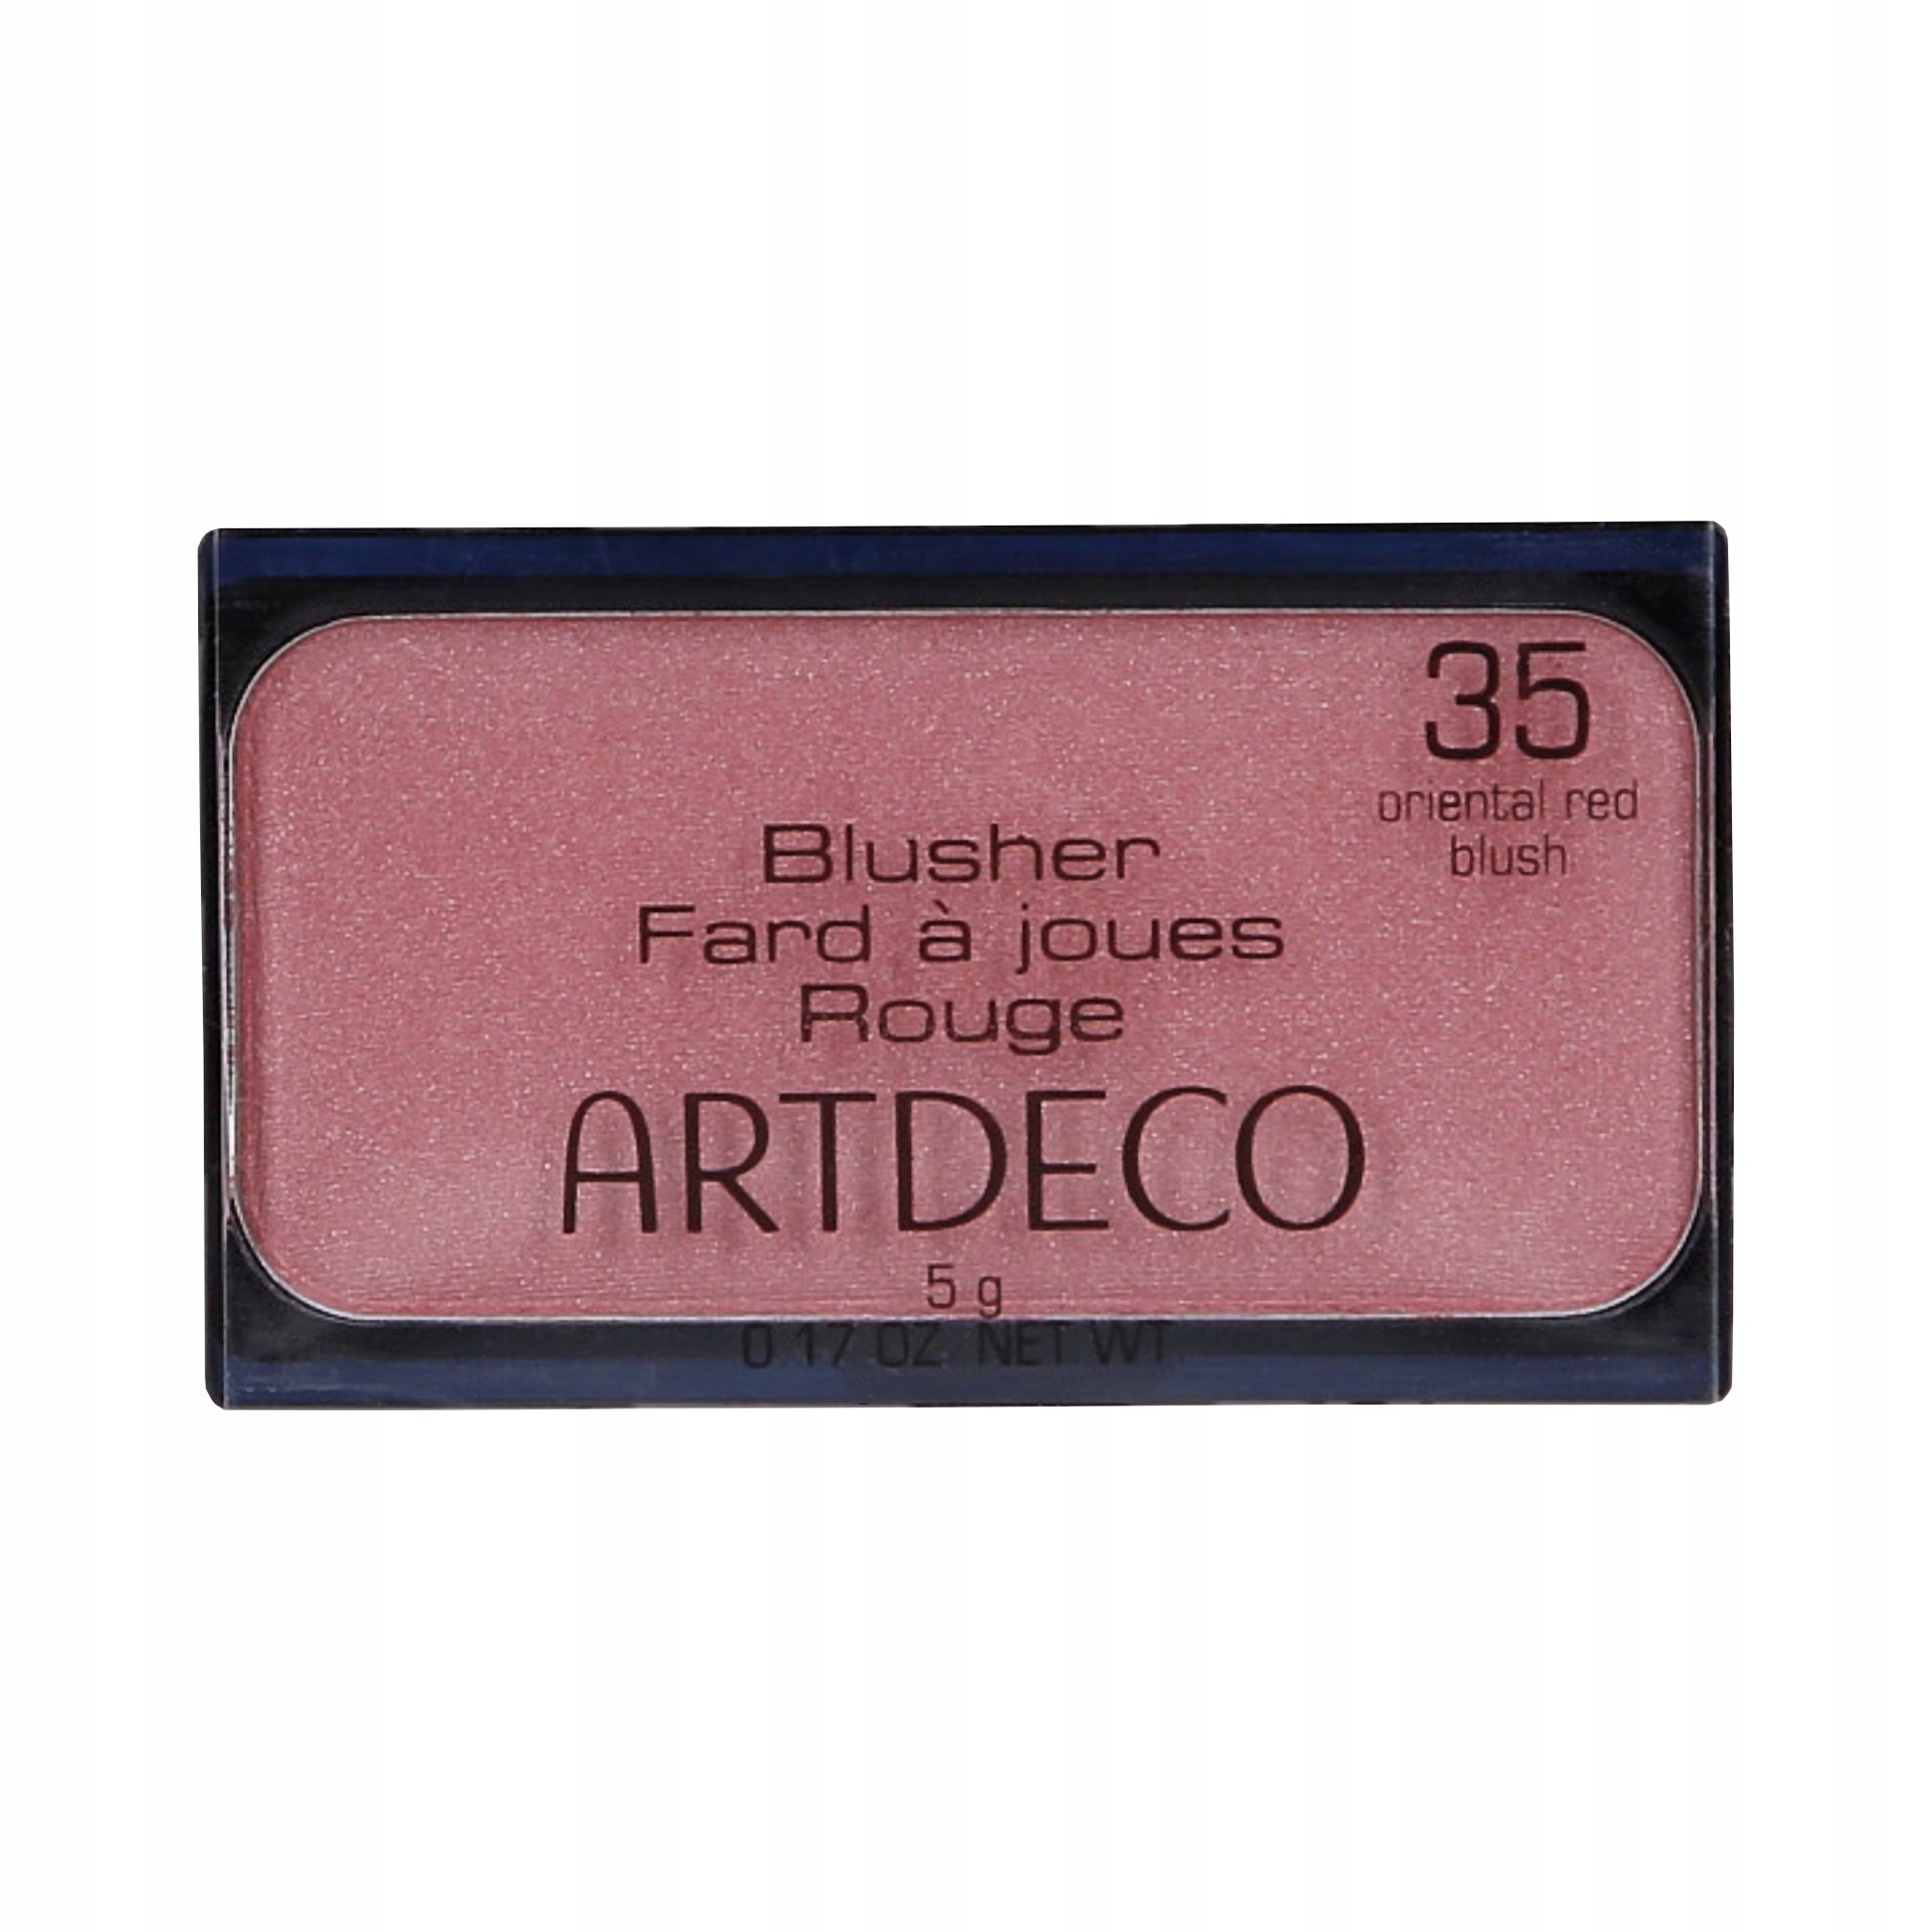 35
oriental red
blush
Blusher
Fard à joues
Rouge
ARTDECO
5 g
0.17 OZ. NET WT.